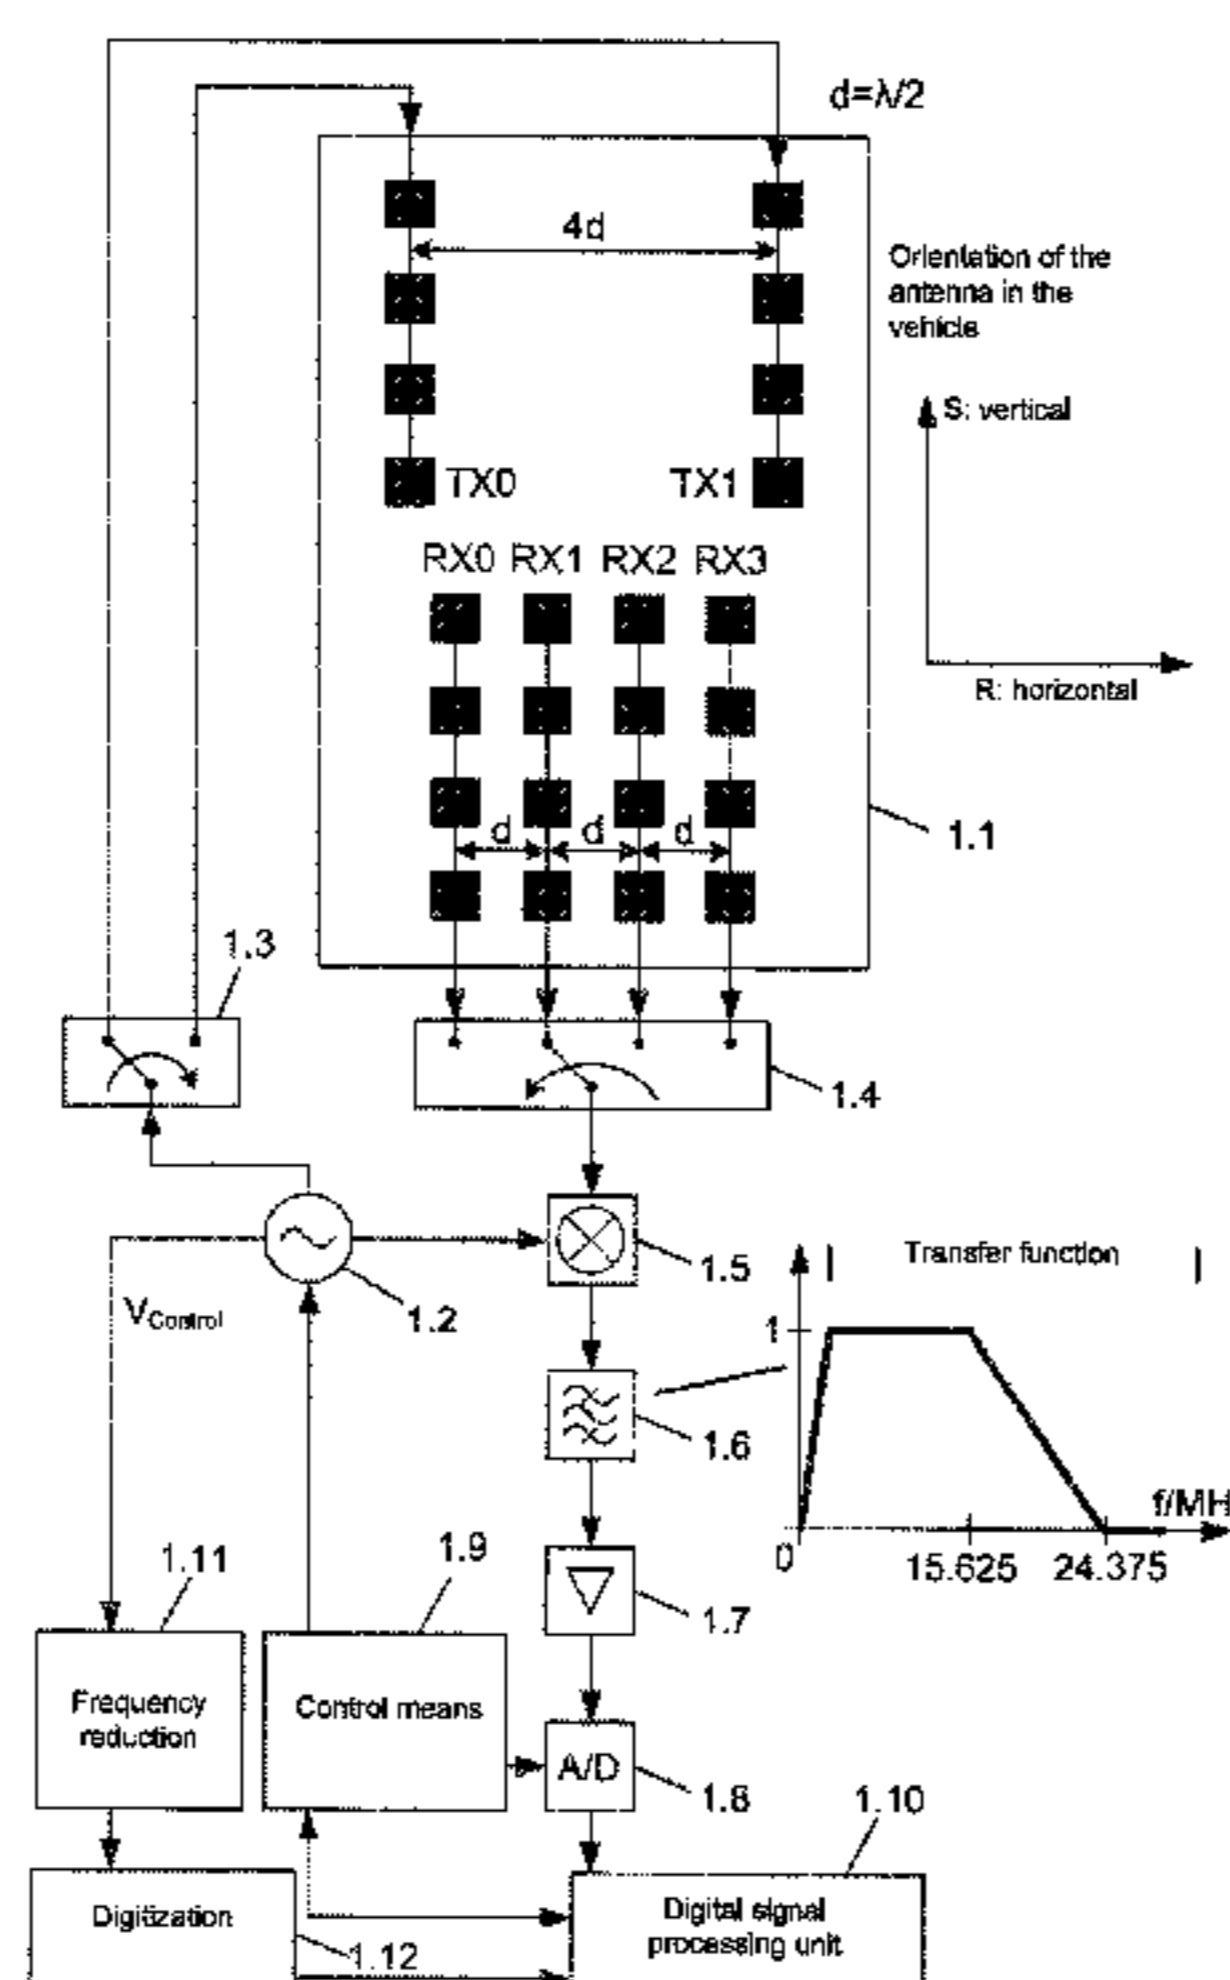 d=λ/2
4d
Orientation of the
antenna in the
vehicle
S: vertical
R: horizontal
TX0 TX1
RX0 RX1 RX2 RX3
d d d
1.1
1.3
1.4
1.5
Transfer function
VControl
1.2
1
1.6
f/MH
0 15.625 24.375
1.11
1.9
1.7
Frequency
reduction
Control means
A/D
1.8
1.10
Digitization
1.12
Digital signal
processing unit